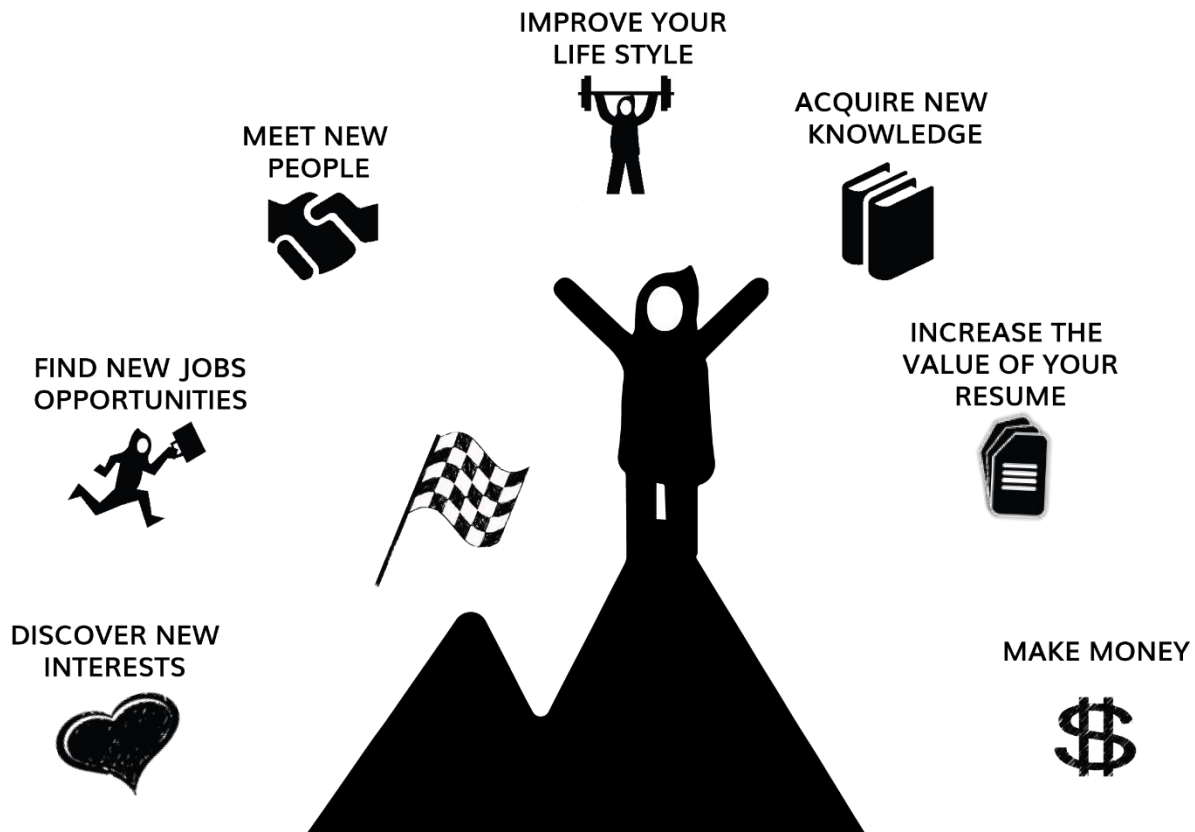 IMPROVE YOUR
LIFE STYLE
MEET NEW
PEOPLE
ACQUIRE NEW
KNOWLEDGE
FIND NEW JOBS
OPPORTUNITIES
INCREASE THE
VALUE OF YOUR
RESUME
DISCOVER NEW
INTERESTS
MAKE MONEY